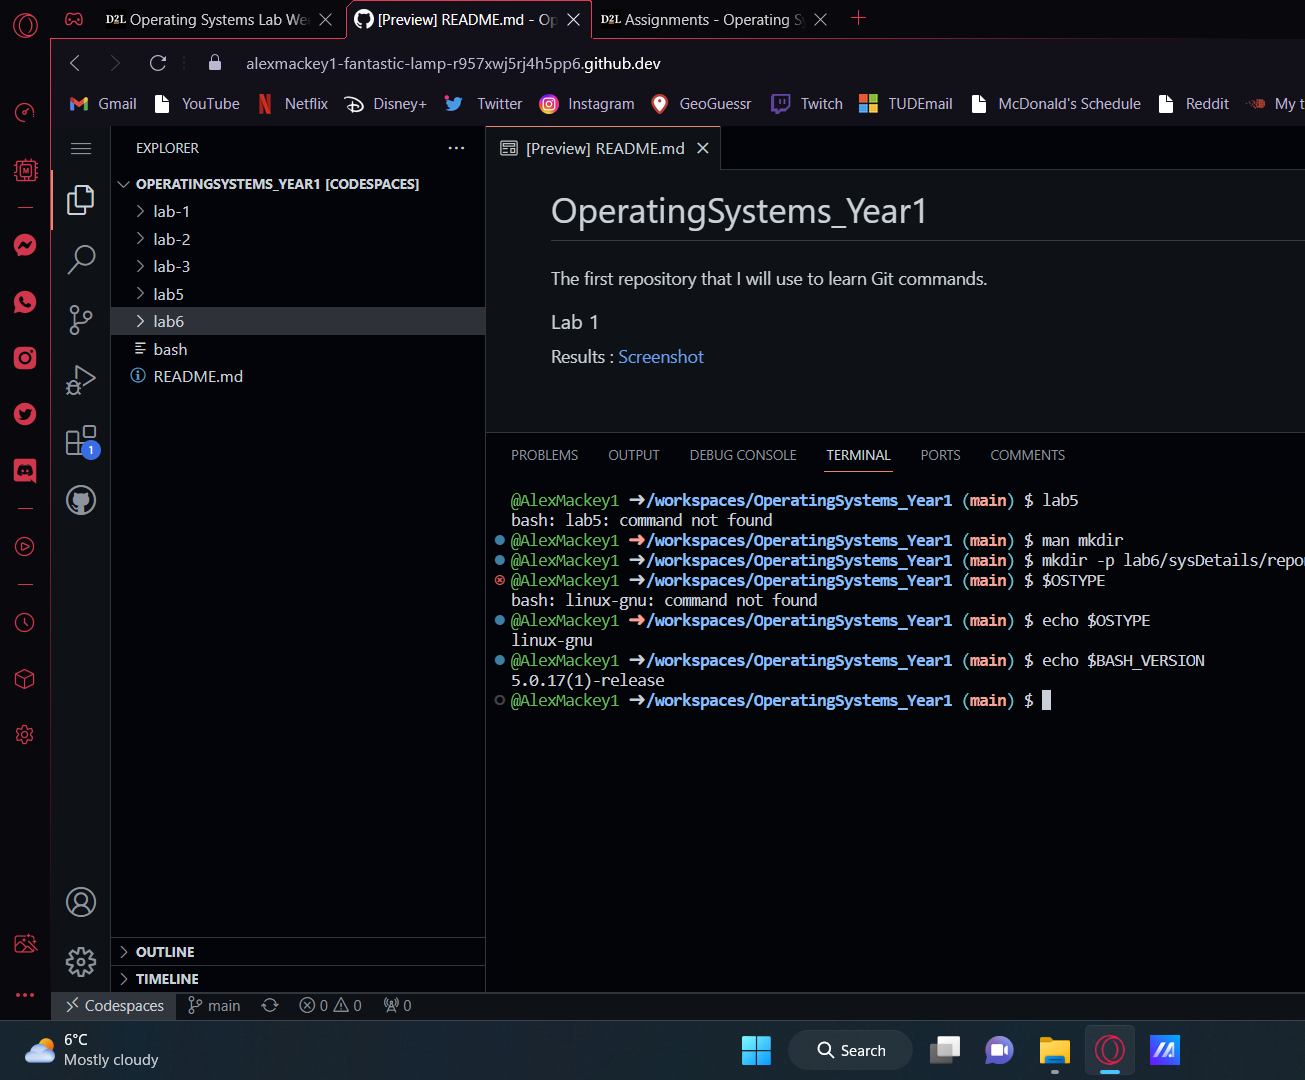 D2L Operating Systems Lab We
[Preview] README.md - Op
D2L Assignments - Operating S
alexmackey1-fantastic-lamp-r957xwj5rj4h5pp6.github.dev
Gmail YouTube Netflix Disney+ Twitter Instagram GeoGuessr Twitch TUDEmail McDonald's Schedule Reddit My t
EXPLORER
OPERATINGSYSTEMS_YEAR1 [CODESPACES]
lab-1
lab-2
lab-3
lab5
lab6
bash
README.md
1
OUTLINE
TIMELINE
[Preview] README.md
OperatingSystems_Year1
The first repository that I will use to learn Git commands.
Lab 1
Results : Screenshot
PROBLEMS OUTPUT DEBUG CONSOLE TERMINAL PORTS COMMENTS
@AlexMackey1 ➜/workspaces/OperatingSystems_Year1 (main) $ lab5
bash: lab5: command not found
@AlexMackey1 ➜/workspaces/OperatingSystems_Year1 (main) $ man mkdir
@AlexMackey1 ➜/workspaces/OperatingSystems_Year1 (main) $ mkdir -p lab6/sysDetails/repo
@AlexMackey1 ➜/workspaces/OperatingSystems_Year1 (main) $ $OSTYPE
bash: linux-gnu: command not found
@AlexMackey1 ➜/workspaces/OperatingSystems_Year1 (main) $ echo $OSTYPE
linux-gnu
@AlexMackey1 ➜/workspaces/OperatingSystems_Year1 (main) $ echo $BASH_VERSION
5.0.17(1)-release
@AlexMackey1 ➜/workspaces/OperatingSystems_Year1 (main) $
Codespaces main 0 0 0
6°C
Mostly cloudy
Search